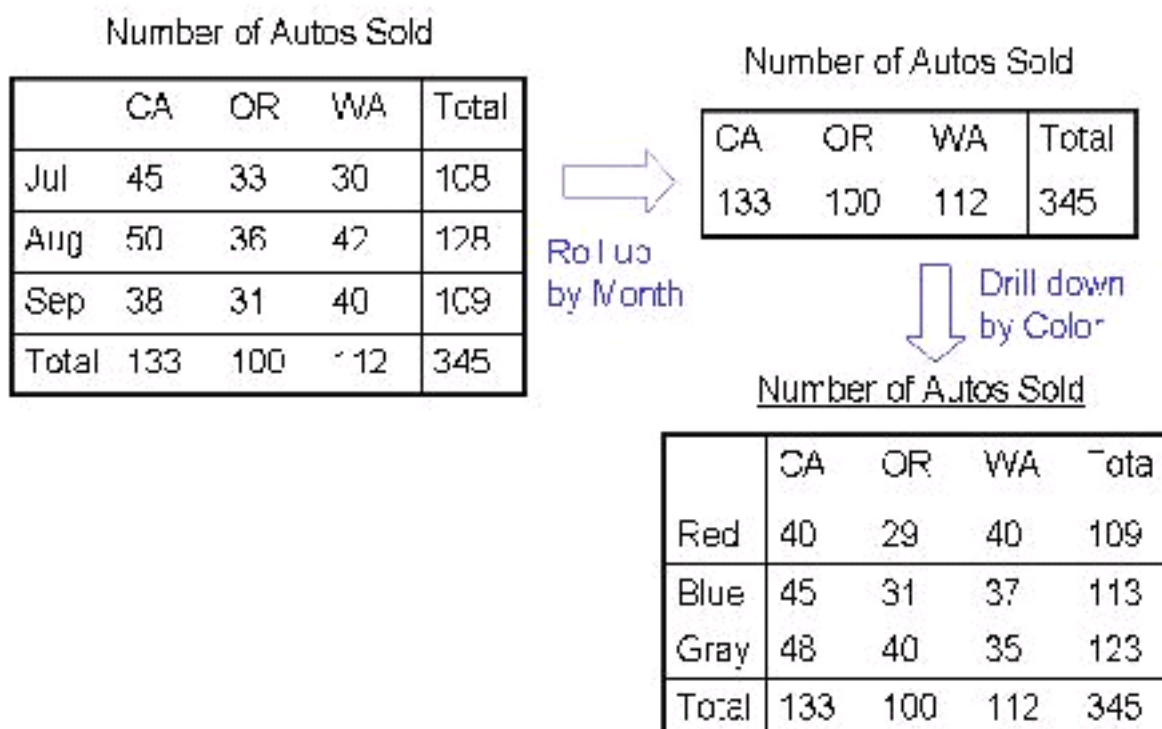 Number of Autos Sold
CA OR WA Total
Jul 45 33 30 108
Aug 50 36 42 128
Sep 38 31 40 109
Total 133 100 112 345
Roll up
by Month
Number of Autos Sold
CA OR WA Total
133 100 112 345
Drill down
by Color
Number of Autos Sold
CA OR WA Total
Red 40 29 40 109
Blue 45 31 37 113
Gray 48 40 35 123
Total 133 100 112 345